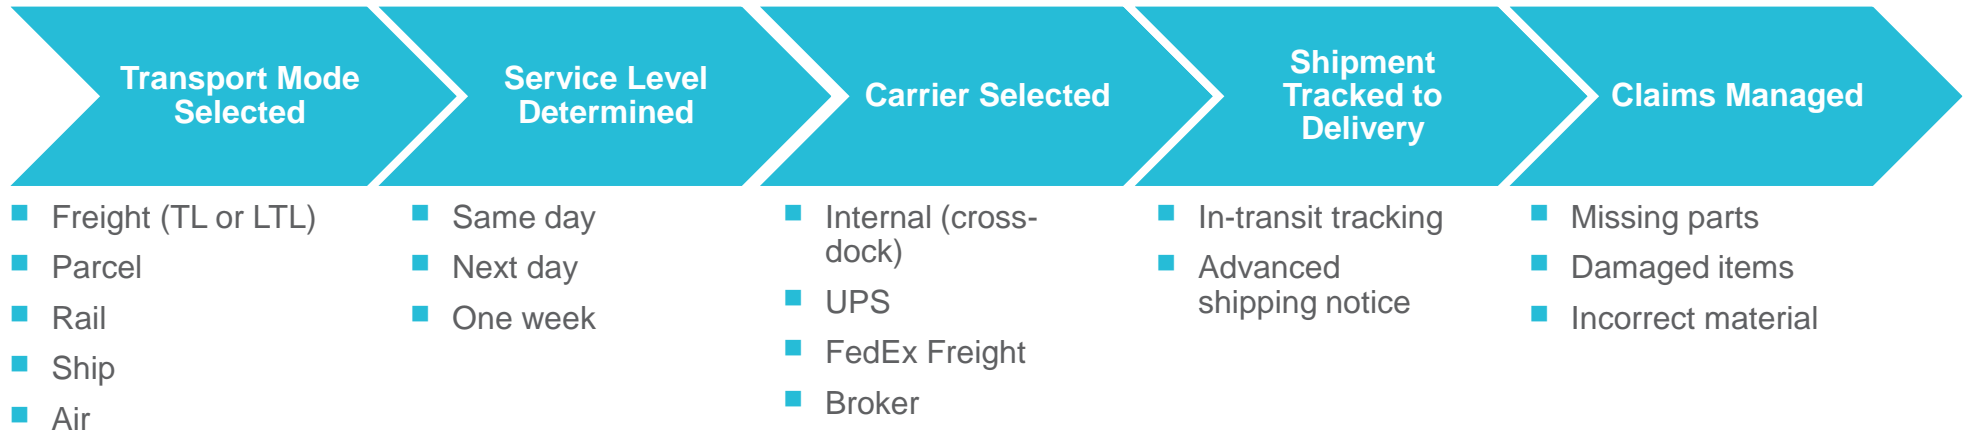 Transport Mode
Selected
Service Level
Determined
Carrier Selected
Shipment
Tracked to
Delivery
Claims Managed
Freight (TL or LTL)
Parcel
Rail
Ship
Air
Same day
Next day
One week
Internal (cross-
dock)
UPS
FedEx Freight
Broker
In-transit tracking
Advanced
shipping notice
Missing parts
Damaged items
Incorrect material